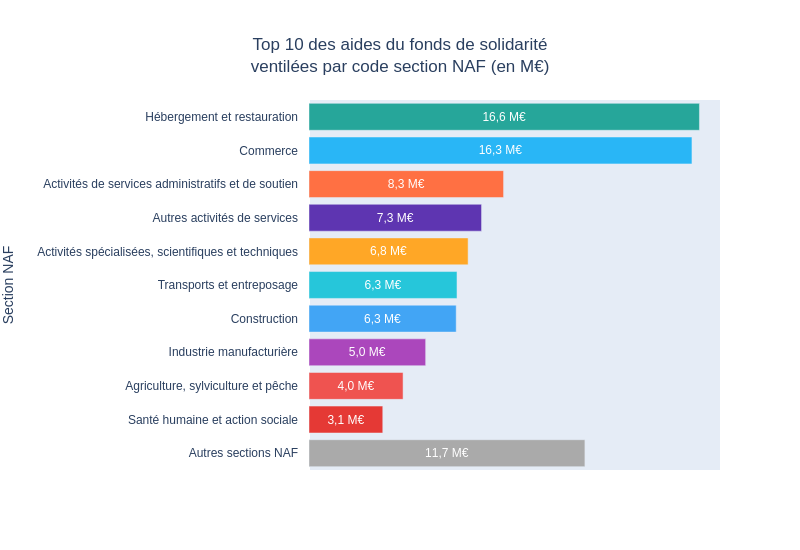 Top 10 des aides du fonds de solidarité
ventilées par code section NAF (en M€)
Section NAF
Hébergement et restauration 16,6 M€
Commerce 16,3 M€
Activités de services administratifs et de soutien 8,3 M€
Autres activités de services 7,3 M€
Activités spécialisées, scientifiques et techniques 6,8 M€
Transports et entreposage 6,3 M€
Construction 6,3 M€
Industrie manufacturière 5,0 M€
Agriculture, sylviculture et pêche 4,0 M€
Santé humaine et action sociale 3,1 M€
Autres sections NAF 11,7 M€